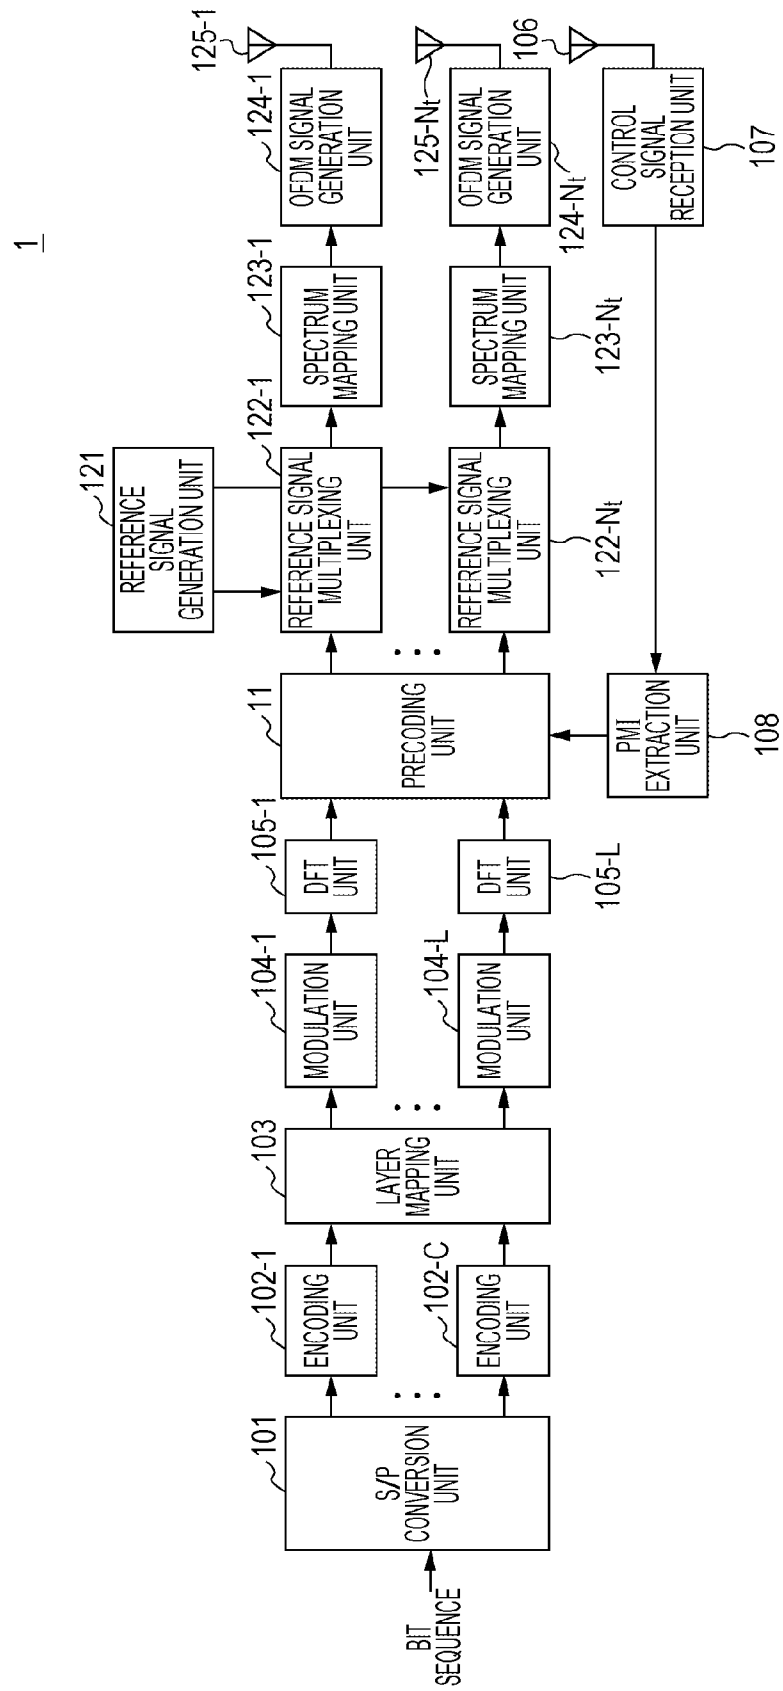 1
BIT
SEQUENCE
101
S/P
CONVERSION
UNIT
102-1
ENCODING
UNIT
102-C
ENCODING
UNIT
103
LAYER
MAPPING
UNIT
104-1
MODULATION
UNIT
104-L
MODULATION
UNIT
105-1
DFT
UNIT
DFT
UNIT
105-L
11
PRECODING
UNIT
PMI
EXTRACTION
UNIT
108
121
REFERENCE
SIGNAL
GENERATION UNIT
122-1
REFERENCE SIGNAL
MULTIPLEXING
UNIT
REFERENCE SIGNAL
MULTIPLEXING
UNIT
122-Nt
123-1
SPECTRUM
MAPPING UNIT
SPECTRUM
MAPPING UNIT
123-Nt
124-1
OFDM SIGNAL
GENERATION
UNIT
OFDM SIGNAL
GENERATION
UNIT
124-Nt
125-1
125-Nt
106
CONTROL
SIGNAL
RECEPTION UNIT
107